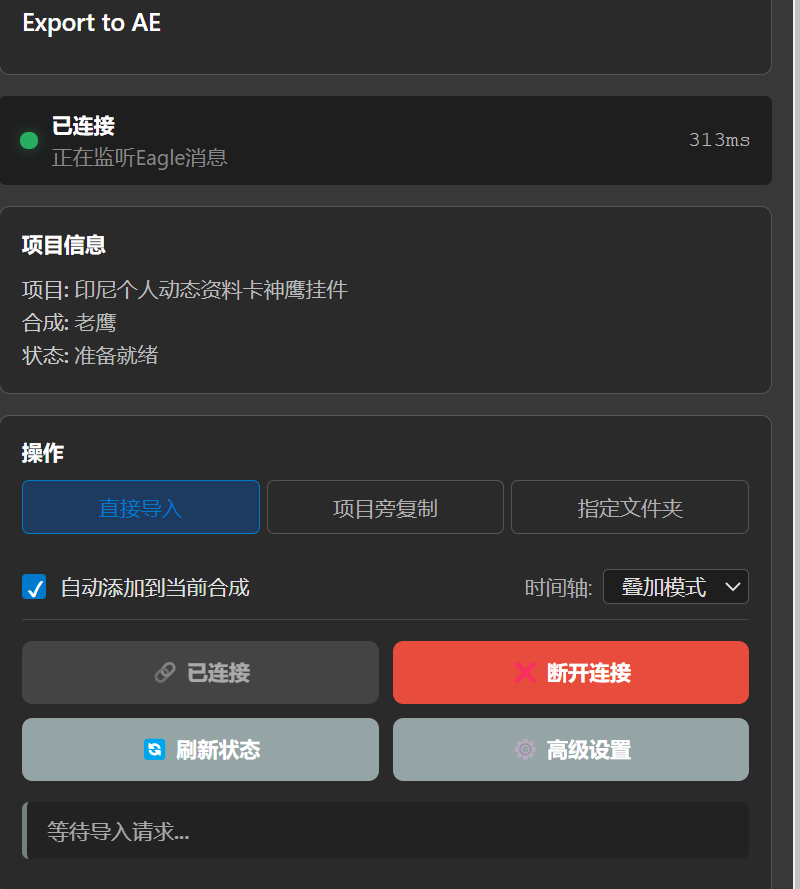 Export to AE
已连接
正在监听Eagle消息
313ms
项目信息
项目: 印尼个人动态资料卡神鹰挂件
合成: 老鹰
状态: 准备就绪
操作
直接导入 项目旁复制 指定文件夹
自动添加到当前合成 时间轴: 叠加模式
已连接 断开连接
刷新状态 高级设置
等待导入请求...